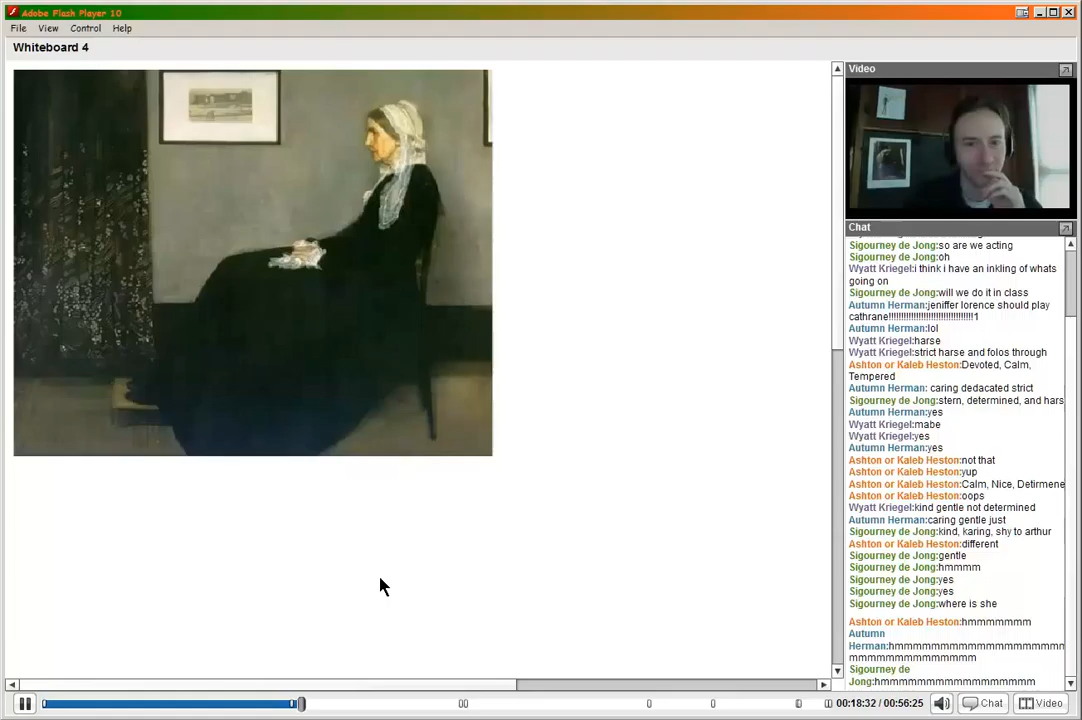 Adobe Flash Player 10
File View Control Help
Whiteboard 4
Video
Chat
Sigourney de Jong:so are we acting
Sigourney de Jong:oh
Wyatt Kriegel:i think i have an inkling of whats
going on
Sigourney de Jong:will we do it in class
Autumn Herman:jeniffer lorence should play
cathrane!!!!!!!!!!!!!!!!!!!!!!!!!!!!!!!!!!1
Autumn Herman:lol
Wyatt Kriegel:harse
Wyatt Kriegel:strict harse and folos through
Ashton or Kaleb Heston:Devoted, Calm,
Tempered
Autumn Herman: caring dedacated strict
Sigourney de Jong:stern, determined, and hars
Autumn Herman:yes
Wyatt Kriegel:mabe
Wyatt Kriegel:yes
Autumn Herman:yes
Ashton or Kaleb Heston:not that
Ashton or Kaleb Heston:yup
Ashton or Kaleb Heston:Calm, Nice, Detirmene
Ashton or Kaleb Heston:oops
Wyatt Kriegel:kind gentle not determined
Autumn Herman:caring gentle just
Sigourney de Jong:kind, karing, shy to arthur
Ashton or Kaleb Heston:different
Sigourney de Jong:gentle
Sigourney de Jong:hmmmm
Sigourney de Jong:yes
Sigourney de Jong:yes
Sigourney de Jong:where is she
Ashton or Kaleb Heston:hmmmmmmm
Autumn
Herman:hmmmmmmmmmmmmmmmmmmmm
mmmmmmmmmmmmmm
Sigourney de
Jong:hmmmmmmmmmmmmmmmmm
00:18:32 / 00:56:25 Chat Video